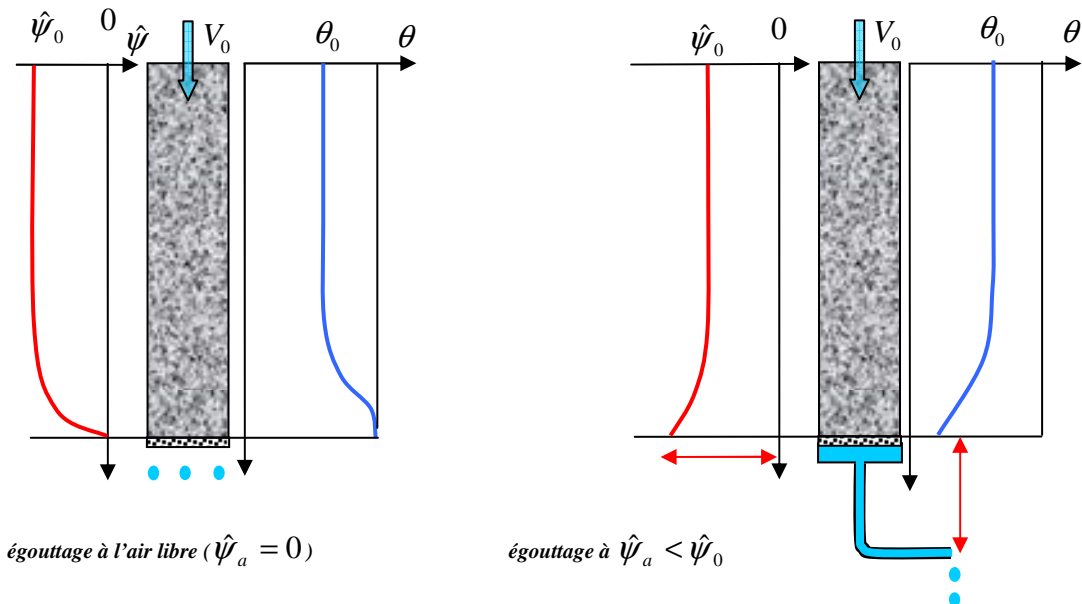 ψ̂₀ 0 ψ̂ V₀ θ₀ θ
ψ̂₀ 0 V₀ θ₀ θ
égouttage à l'air libre ( ψ̂ₐ = 0 )
égouttage à ψ̂ₐ < ψ̂₀